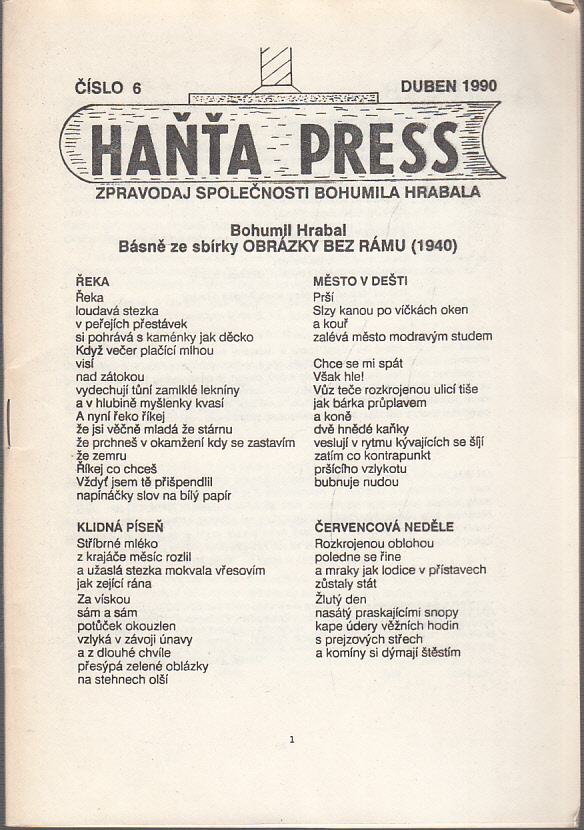 ČÍSLO 6
DUBEN 1990
HAŇŤA PRESS
ZPRAVODAJ SPOLEČNOSTI BOHUMILA HRABALA
Bohumil Hrabal
Básně ze sbírky OBRÁZKY BEZ RÁMU (1940)
ŘEKA
Řeka
loudavá stezka
v peřejích přestávek
si pohrává s kaménky jak děcko
Když večer plačící mlhou
visí
nad zátokou
vydechují tůní zamlklé lekníny
a v hlubině myšlenky kvasí
A nyní řeko říkej
že jsi věčně mladá že stárnu
že prchneš v okamžení kdy se zastavím
že zemru
Říkej co chceš
Vždyť jsem tě přišpendlil
napínáčky slov na bílý papír
MĚSTO V DEŠTI
Prší
Slzy kanou po víčkách oken
a kouř
zalévá město modravým studem
Chce se mi spát
Však hle!
Vůz teče rozkrojenou ulicí tiše
jak bárka průplavem
a koně
dvě hnědé kaňky
veslují v rytmu kývajících se šíjí
zatím co kontrapunkt
pršícího vzlykotu
bubnuje nudou
KLIDNÁ PÍSEŇ
Stříbrné mléko
z krajáče měsíc rozlil
a užaslá stezka mokvala vřesovím
jak zející rána
Za vískou
sám a sám
potůček okouzlen
vzlyká v závoji únavy
a z dlouhé chvíle
přesýpá zelené oblázky
na stehnech olší
ČERVENCOVÁ NEDĚLE
Rozkrojenou oblohou
poledne se řine
a mraky jak lodice v přístavech
zůstaly stát
Žlutý den
nasátý praskajícími snopy
kape údery věžních hodin
s prejzových střech
a komíny si dýmají štěstím
1